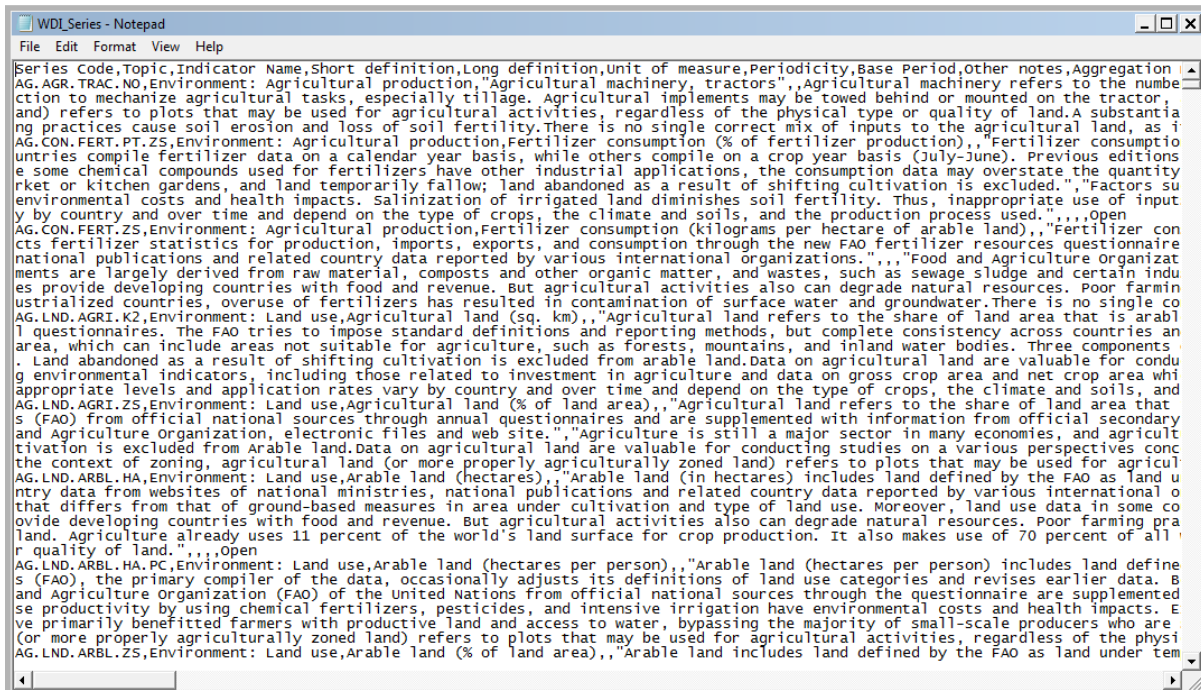 WDI_Series - Notepad
File Edit Format View Help
Series Code,Topic,Indicator Name,Short definition,Long definition,Unit of measure,Periodicity,Base Period,Other notes,Aggregation
AG.AGR.TRAC.NO,Environment: Agricultural production,"Agricultural machinery, tractors",,Agricultural machinery refers to the numbe
ction to mechanize agricultural tasks, especially tillage. Agricultural implements may be towed behind or mounted on the tractor,
and) refers to plots that may be used for agricultural activities, regardless of the physical type or quality of land.A substantia
ng practices cause soil erosion and loss of soil fertility.There is no single correct mix of inputs to the agricultural land, as i
AG.CON.FERT.PT.ZS,Environment: Agricultural production,Fertilizer consumption (% of fertilizer production),,"Fertilizer consumptio
untries compile fertilizer data on a calendar year basis, while others compile on a crop year basis (July-June). Previous editions
e some chemical compounds used for fertilizers have other industrial applications, the consumption data may overstate the quantity
rket or kitchen gardens, and land temporarily fallow; land abandoned as a result of shifting cultivation is excluded.","Factors su
environmental costs and health impacts. Salinization of irrigated land diminishes soil fertility. Thus, inappropriate use of input
y by country and over time and depend on the type of crops, the climate and soils, and the production process used.",,,,Open
AG.CON.FERT.ZS,Environment: Agricultural production,Fertilizer consumption (kilograms per hectare of arable land),,"Fertilizer con
cts fertilizer statistics for production, imports, exports, and consumption through the new FAO fertilizer resources questionnaire
national publications and related country data reported by various international organizations.",,,"Food and Agriculture Organizat
ments are largely derived from raw material, composts and other organic matter, and wastes, such as sewage sludge and certain indu
es provide developing countries with food and revenue. But agricultural activities also can degrade natural resources. Poor farmin
ustrialized countries, overuse of fertilizers has resulted in contamination of surface water and groundwater.There is no single co
AG.LND.AGRI.K2,Environment: Land use,Agricultural land (sq. km),,"Agricultural land refers to the share of land area that is arabl
l questionnaires. The FAO tries to impose standard definitions and reporting methods, but complete consistency across countries an
area, which can include areas not suitable for agriculture, such as forests, mountains, and inland water bodies. Three components
. Land abandoned as a result of shifting cultivation is excluded from arable land.Data on agricultural land are valuable for condu
g environmental indicators, including those related to investment in agriculture and data on gross crop area and net crop area whi
appropriate levels and application rates vary by country and over time and depend on the type of crops, the climate and soils, and
AG.LND.AGRI.ZS,Environment: Land use,Agricultural land (% of land area),,"Agricultural land refers to the share of land area that
s (FAO) from official national sources through annual questionnaires and are supplemented with information from official secondary
and Agriculture Organization, electronic files and web site.","Agriculture is still a major sector in many economies, and agricult
tivation is excluded from Arable land.Data on agricultural land are valuable for conducting studies on a various perspectives conc
the context of zoning, agricultural land (or more properly agriculturally zoned land) refers to plots that may be used for agricul
AG.LND.ARBL.HA,Environment: Land use,Arable land (hectares),,"Arable land (in hectares) includes land defined by the FAO as land u
ntry data from websites of national ministries, national publications and related country data reported by various international o
that differs from that of ground-based measures in area under cultivation and type of land use. Moreover, land use data in some co
ovide developing countries with food and revenue. But agricultural activities also can degrade natural resources. Poor farming pra
land. Agriculture already uses 11 percent of the world's land surface for crop production. It also makes use of 70 percent of all
r quality of land.",,,,Open
AG.LND.ARBL.HA.PC,Environment: Land use,Arable land (hectares per person),,"Arable land (hectares per person) includes land define
s (FAO), the primary compiler of the data, occasionally adjusts its definitions of land use categories and revises earlier data. B
and Agriculture Organization (FAO) of the United Nations from official national sources through the questionnaire are supplemented
se productivity by using chemical fertilizers, pesticides, and intensive irrigation have environmental costs and health impacts. E
ve primarily benefitted farmers with productive land and access to water, bypassing the majority of small-scale producers who are
(or more properly agriculturally zoned land) refers to plots that may be used for agricultural activities, regardless of the physi
AG.LND.ARBL.ZS,Environment: Land use,Arable land (% of land area),,"Arable land includes land defined by the FAO as land under tem